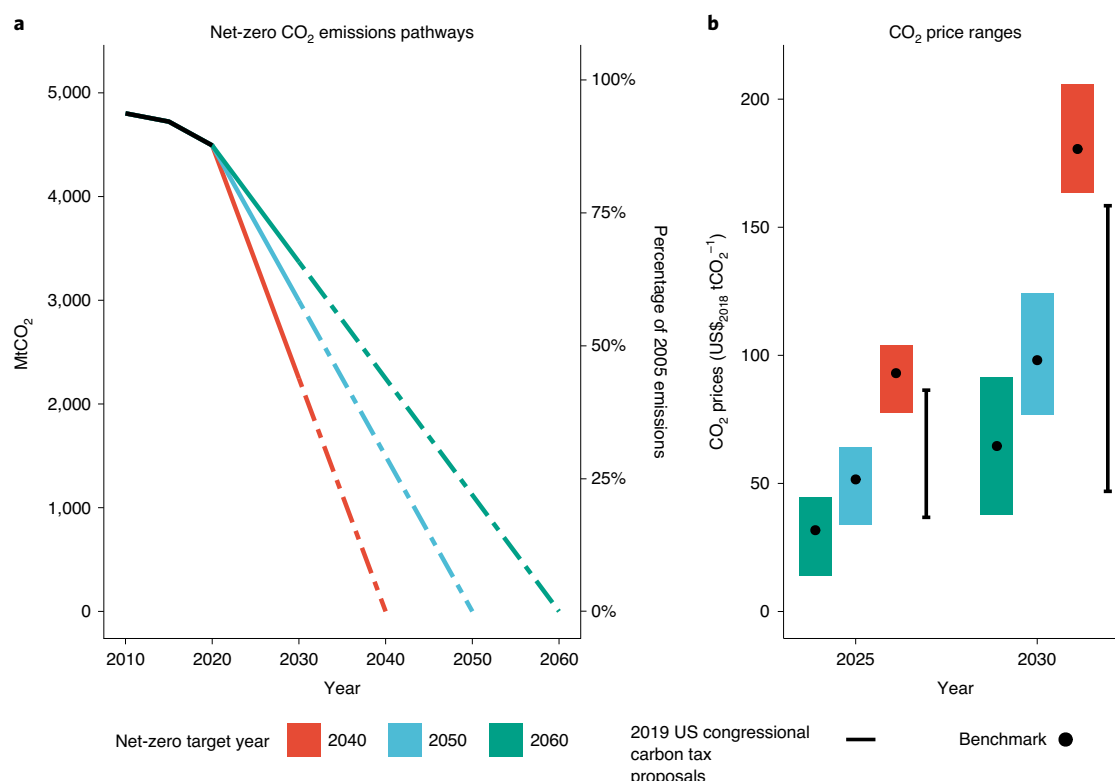 a
Net-zero CO₂ emissions pathways
5,000
4,000
3,000
2,000
1,000
0
MtCO₂
100%
75%
50%
25%
0%
Percentage of 2005 emissions
2010 2020 2030 2040 2050 2060
Year
b
CO₂ price ranges
200
150
100
50
0
CO₂ prices (US$₂₀₁₈ tCO₂⁻¹)
2025 2030
Year
Net-zero target year 2040 2050 2060
2019 US congressional
carbon tax
proposals
Benchmark